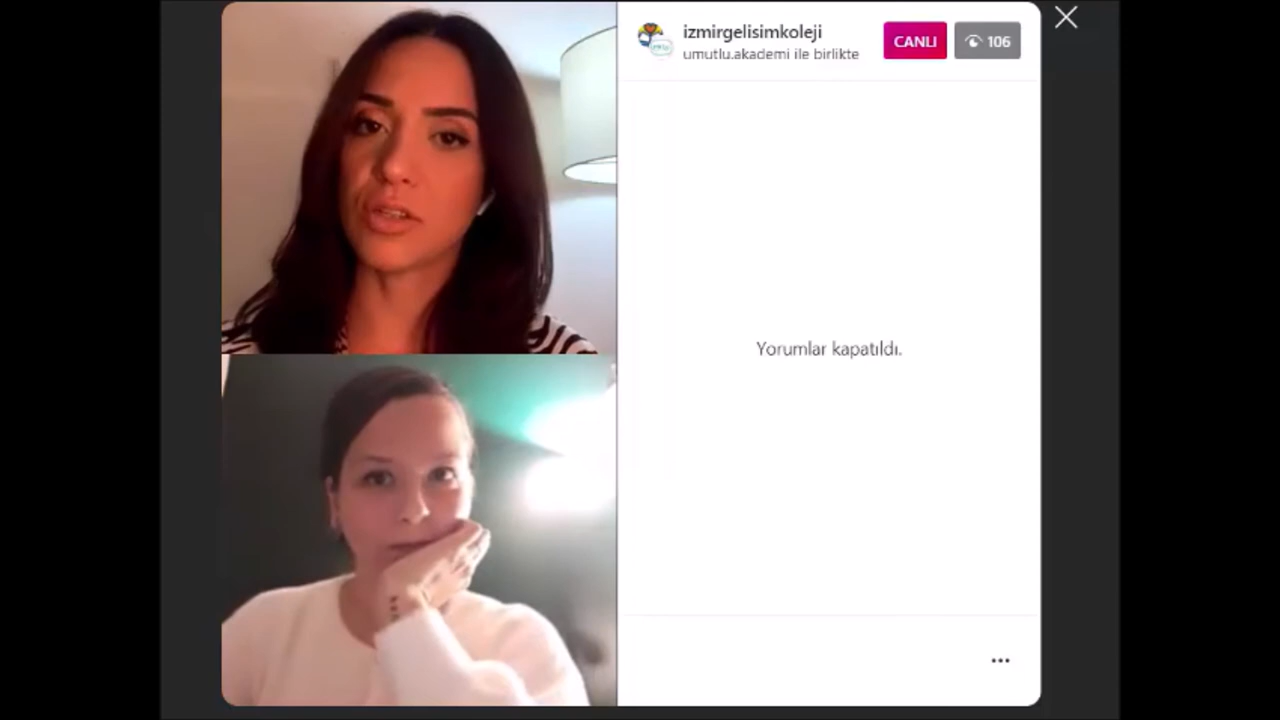 izmirgelisimkoleji
umutlu.akademi ile birlikte
CANLI
106
Yorumlar kapatıldı.